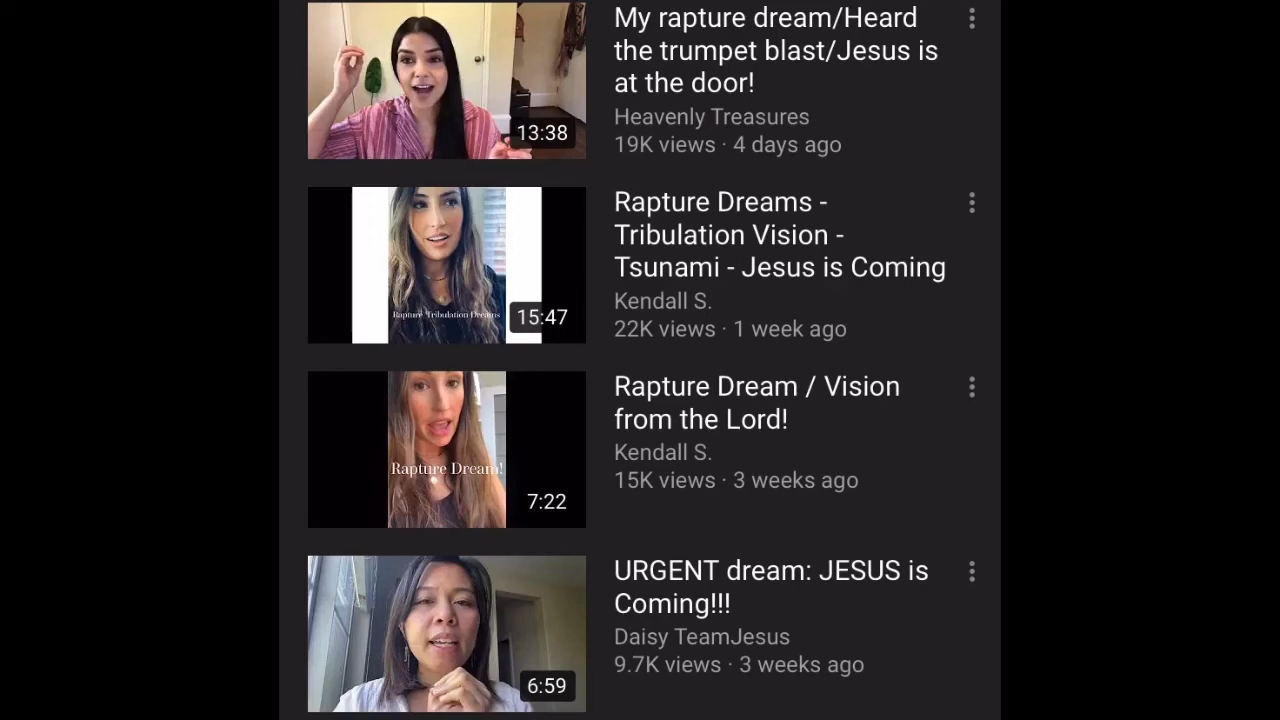 My rapture dream/Heard
the trumpet blast/Jesus is
at the door!
Heavenly Treasures
19K views · 4 days ago
13:38
Rapture Dreams -
Tribulation Vision -
Tsunami - Jesus is Coming
Kendall S.
22K views · 1 week ago
Rapture Tribulation Dreams
15:47
Rapture Dream / Vision
from the Lord!
Kendall S.
15K views · 3 weeks ago
Rapture Dream!
7:22
URGENT dream: JESUS is
Coming!!!
Daisy TeamJesus
9.7K views · 3 weeks ago
6:59